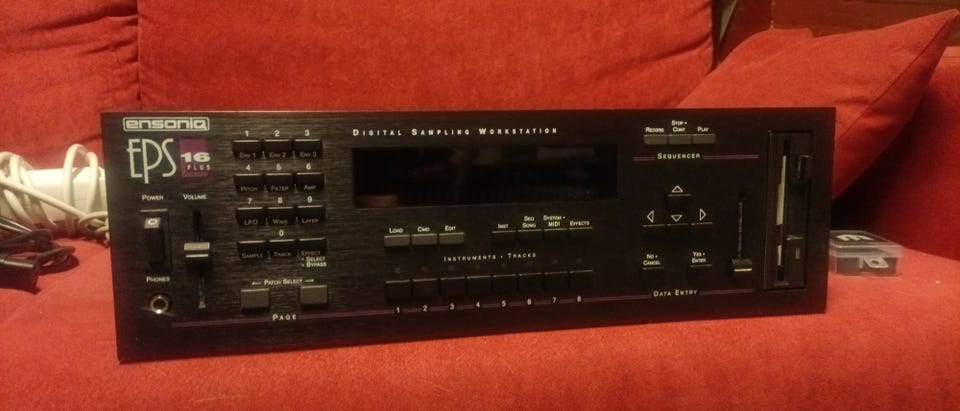 ensoniq
EPS 16 PLUS
POWER
VOLUME
PHONES
1 2 3
ENV 1 ENV 2 ENV 3
4 5 6
PITCH FILTER AMP
7 8 9
LFO WAVE LAYER
0
SAMPLE TRACK EFFECT
• SELECT
• BYPASS
← PATCH SELECT →
PAGE
DIGITAL SAMPLING WORKSTATION
LOAD CMD EDIT
INST SEQ SONG SYSTEM • MIDI EFFECTS
INSTRUMENTS • TRACKS
1 2 3 4 5 6 7 8
RECORD STOP • CONT PLAY
SEQUENCER
NO • CANCEL
YES • ENTER
DATA ENTRY